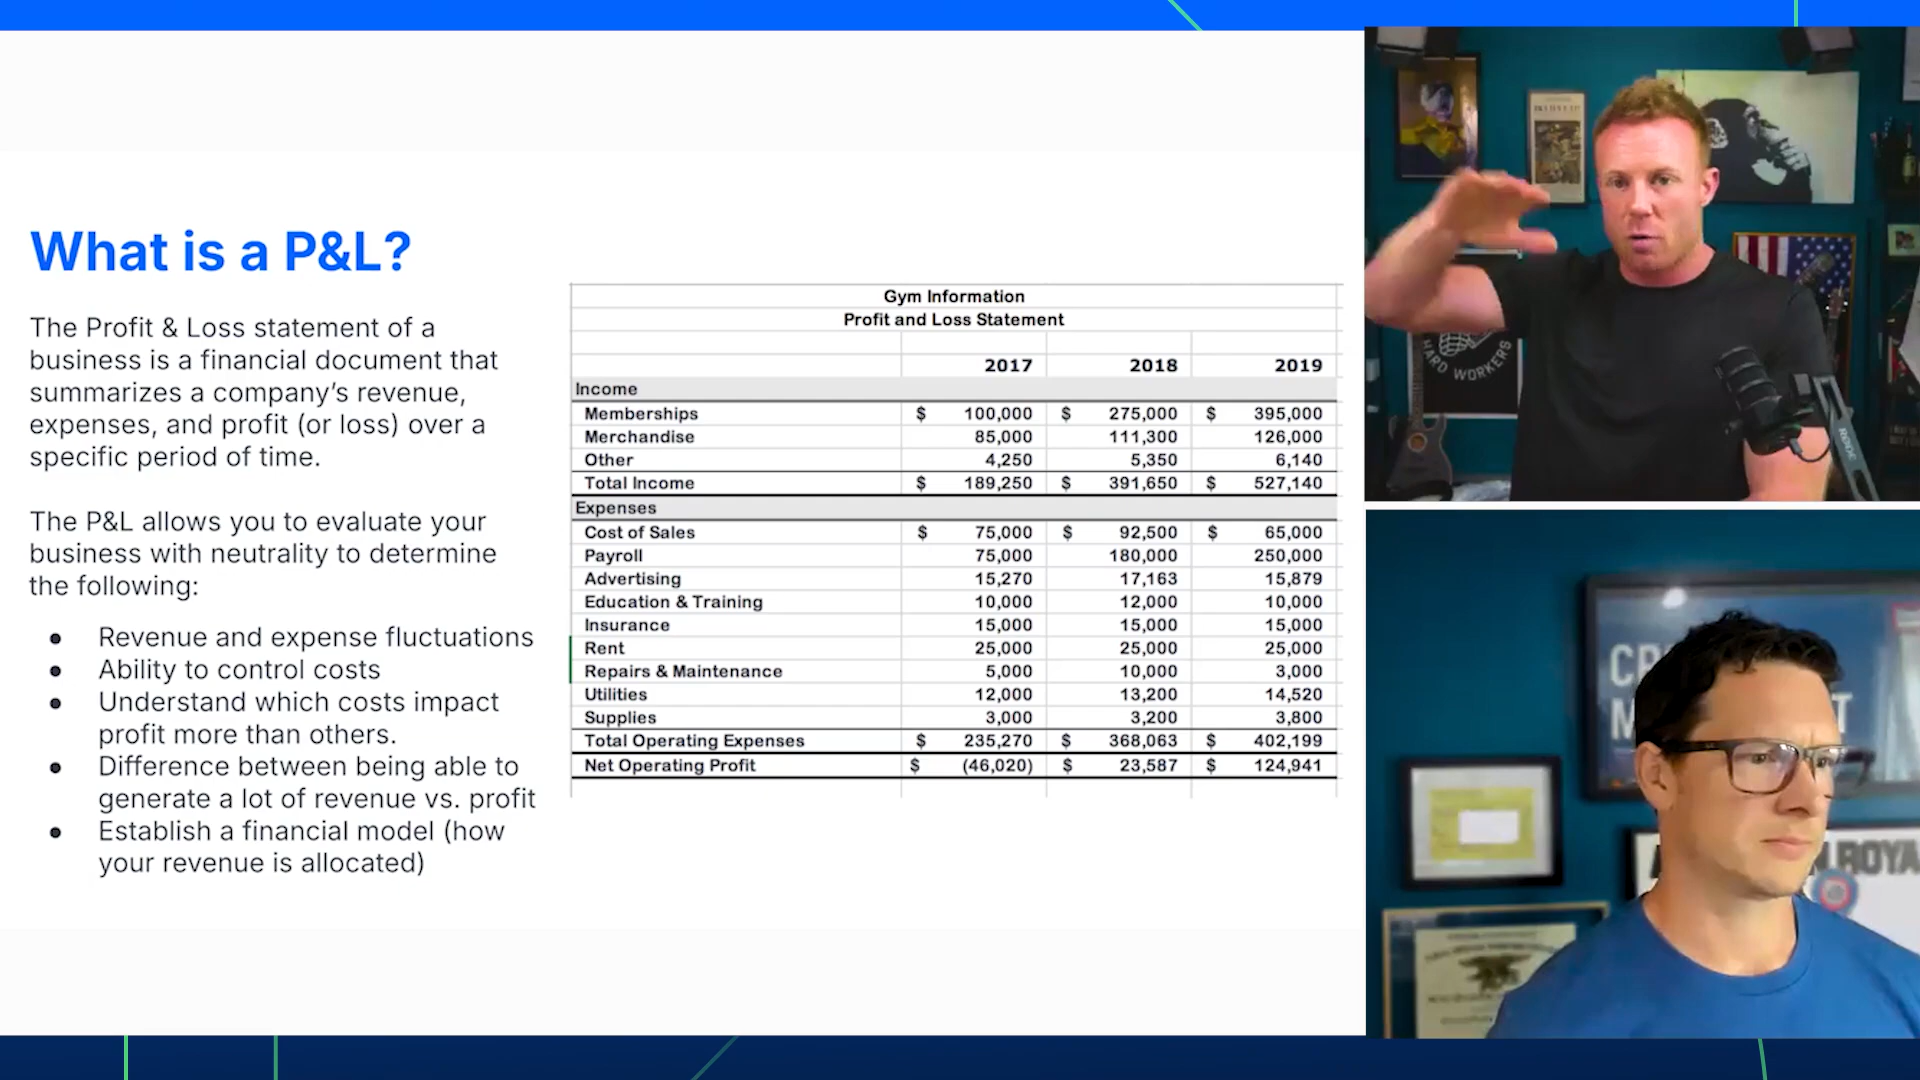 What is a P&L?
The Profit & Loss statement of a
business is a financial document that
summarizes a company's revenue,
expenses, and profit (or loss) over a
specific period of time.
The P&L allows you to evaluate your
business with neutrality to determine
the following:
● Revenue and expense fluctuations
● Ability to control costs
● Understand which costs impact
profit more than others.
● Difference between being able to
generate a lot of revenue vs. profit
● Establish a financial model (how
your revenue is allocated)
Gym Information
Profit and Loss Statement
2017 2018 2019
Income
Memberships $ 100,000 $ 275,000 $ 395,000
Merchandise 85,000 111,300 126,000
Other 4,250 5,350 6,140
Total Income $ 189,250 $ 391,650 $ 527,140
Expenses
Cost of Sales $ 75,000 $ 92,500 $ 65,000
Payroll 75,000 180,000 250,000
Advertising 15,270 17,163 15,879
Education & Training 10,000 12,000 10,000
Insurance 15,000 15,000 15,000
Rent 25,000 25,000 25,000
Repairs & Maintenance 5,000 10,000 3,000
Utilities 12,000 13,200 14,520
Supplies 3,000 3,200 3,800
Total Operating Expenses $ 235,270 $ 368,063 $ 402,199
Net Operating Profit $ (46,020) $ 23,587 $ 124,941
HARD WORKERS
RODE